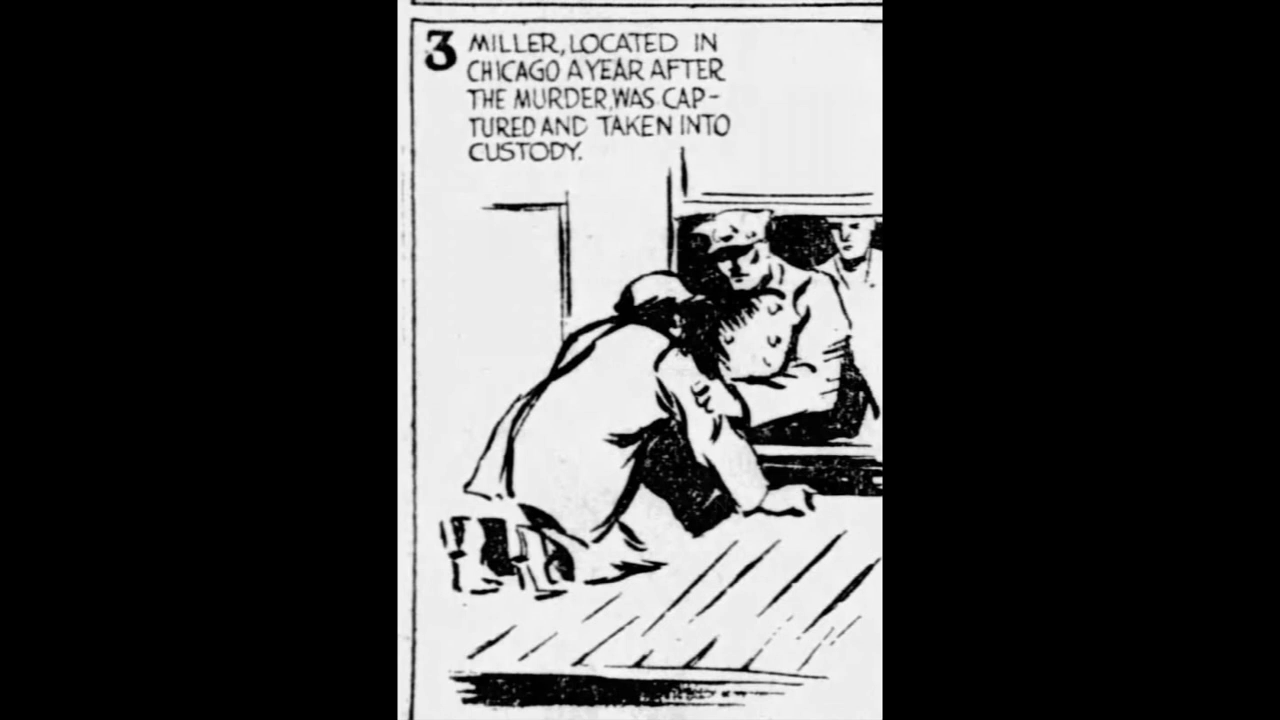 3 MILLER, LOCATED IN
CHICAGO A YEAR AFTER
THE MURDER, WAS CAP-
TURED AND TAKEN INTO
CUSTODY.